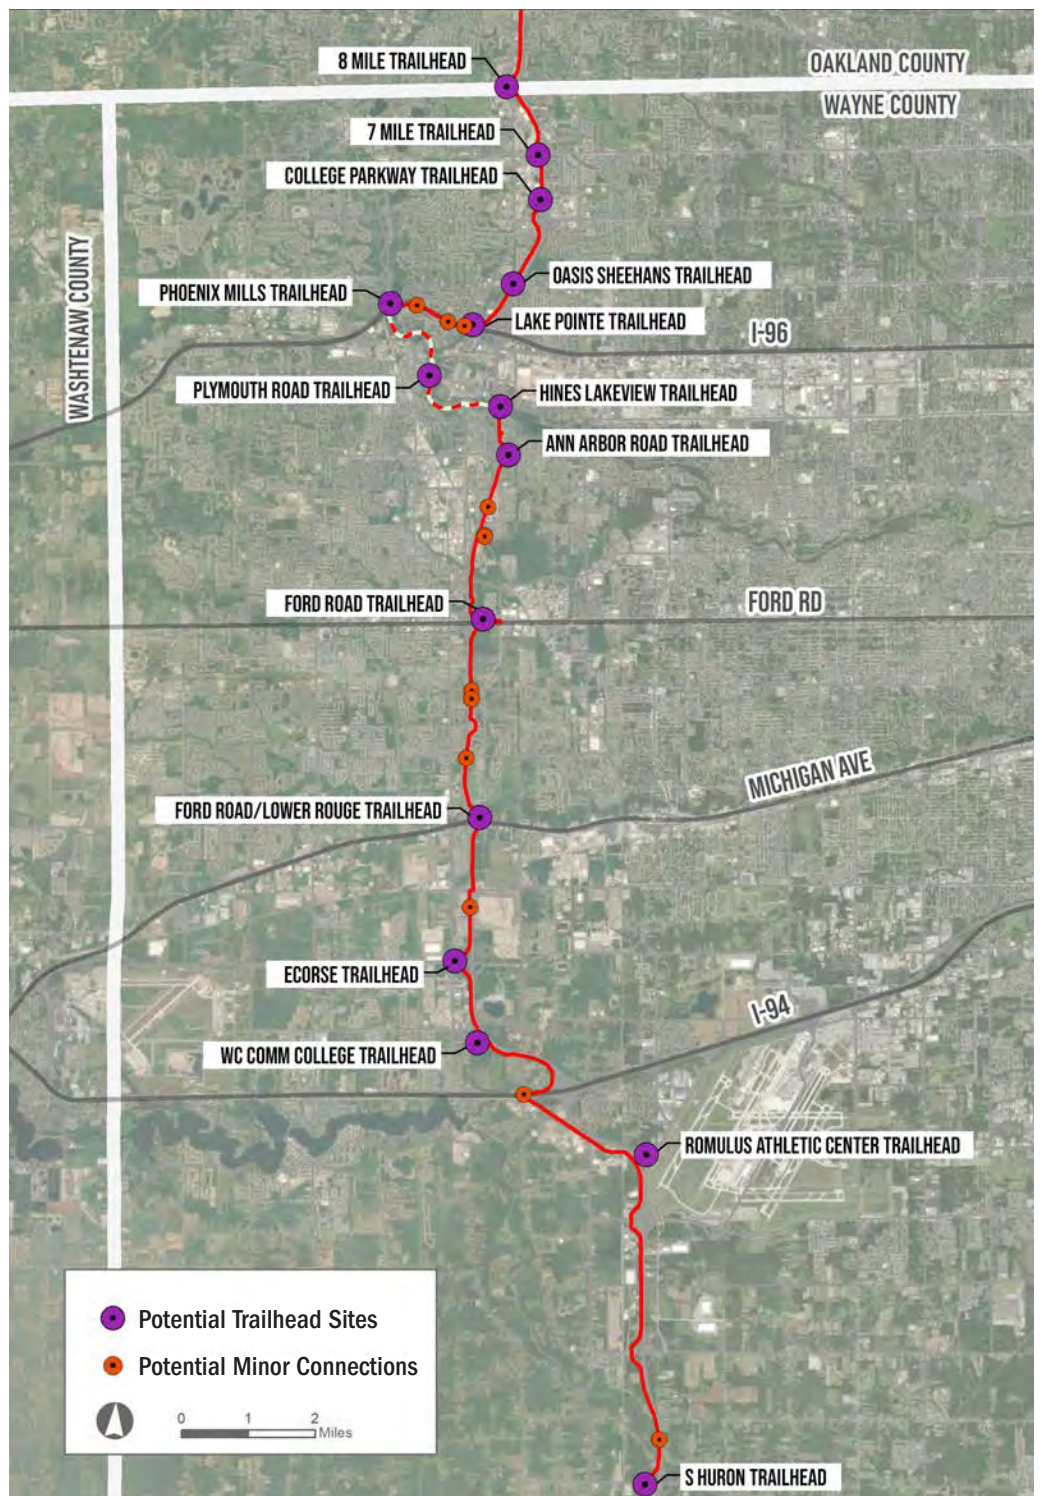 8 MILE TRAILHEAD
OAKLAND COUNTY
WAYNE COUNTY
7 MILE TRAILHEAD
COLLEGE PARKWAY TRAILHEAD
WASHTENAW COUNTY
OASIS SHEEHANS TRAILHEAD
PHOENIX MILLS TRAILHEAD
LAKE POINTE TRAILHEAD
I-96
PLYMOUTH ROAD TRAILHEAD
HINES LAKEVIEW TRAILHEAD
ANN ARBOR ROAD TRAILHEAD
FORD ROAD TRAILHEAD
FORD RD
MICHIGAN AVE
FORD ROAD/LOWER ROUGE TRAILHEAD
ECORSE TRAILHEAD
I-94
WC COMM COLLEGE TRAILHEAD
ROMULUS ATHLETIC CENTER TRAILHEAD
Potential Trailhead Sites
Potential Minor Connections
0 1 2
Miles
S HURON TRAILHEAD